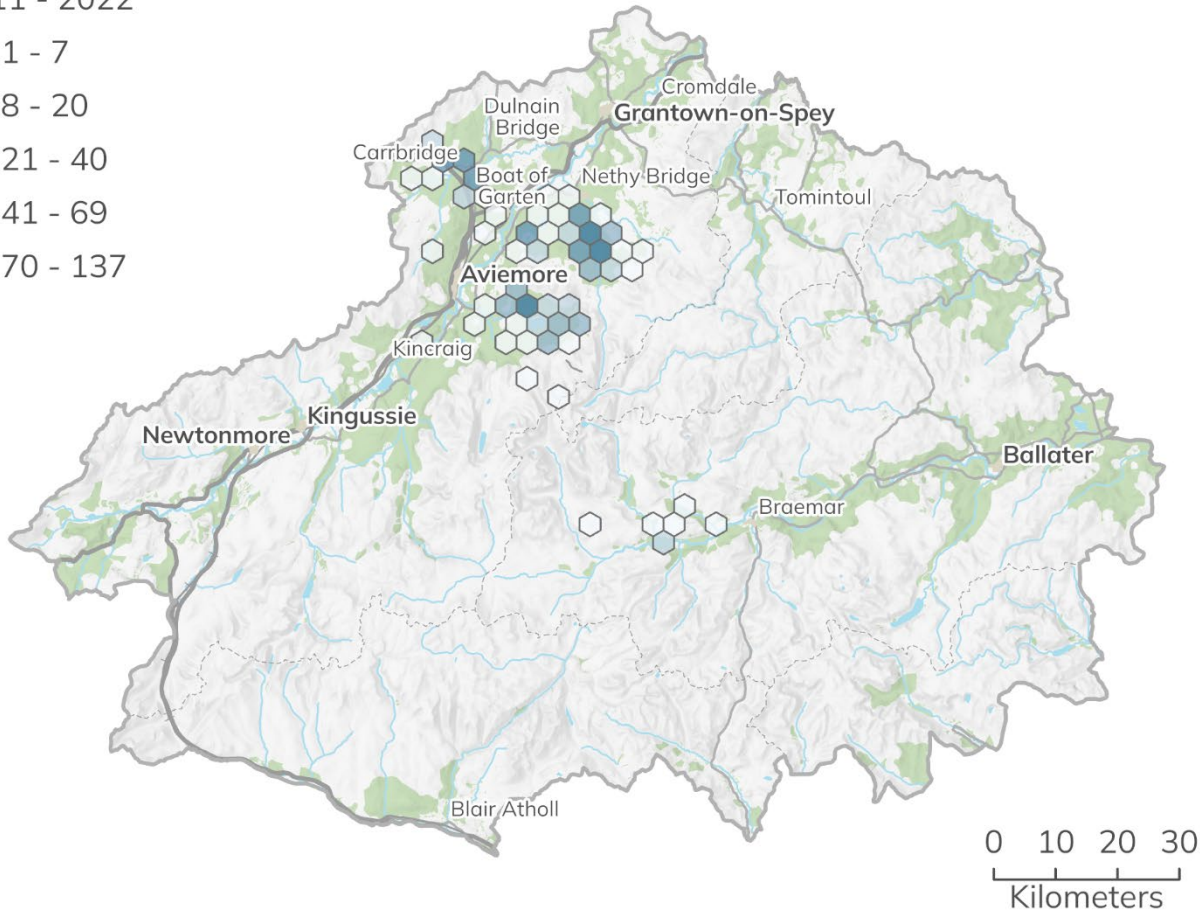 1 - 7
8 - 20
21 - 40
41 - 69
70 - 137
Cromdale
Dulnain
Bridge
Grantown-on-Spey
Carrbridge
Boat of
Garten
Nethy Bridge
Tomintoul
Aviemore
Kincraig
Kingussie
Newtonmore
Ballater
Braemar
Blair Atholl
0 10 20 30
Kilometers